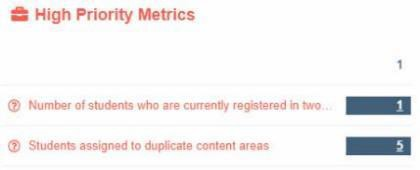 High Priority Metrics
1
Number of students who are currently registered in two... 1
Students assigned to duplicate content areas 5